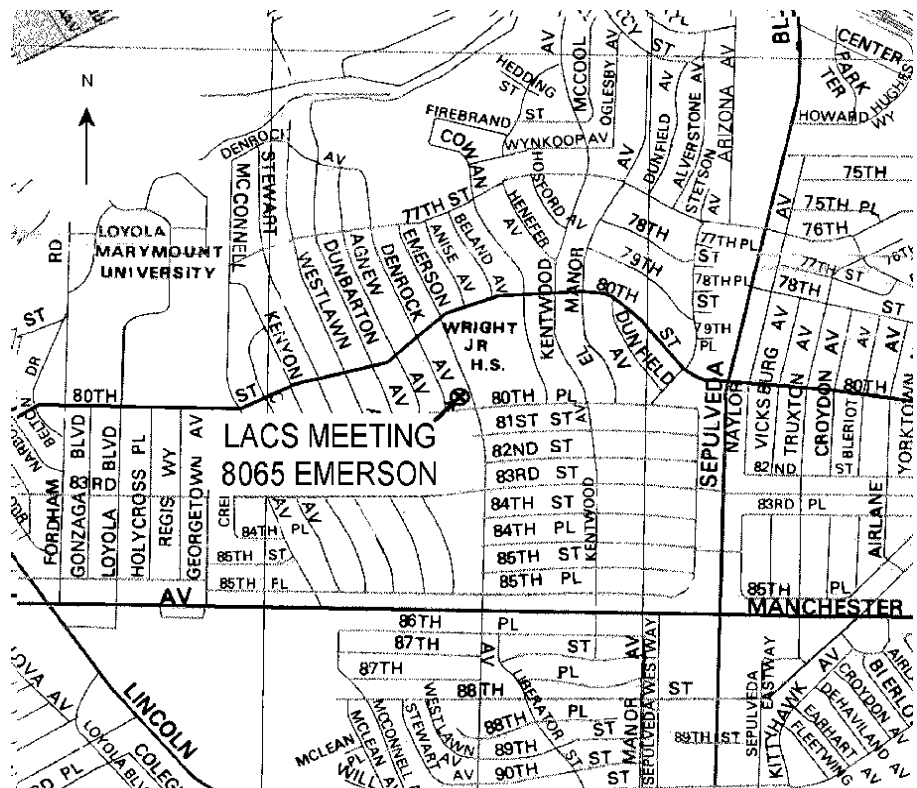 N
LOYOLA
MARYMOUNT
UNIVERSITY
WRIGHT
JR
H.S.
LACS MEETING
8065 EMERSON
DENROCK
AV
STEWART
MCCONNELL
WESTLAWN
DUNBARTON
AGNEW
DENROCK
EMERSON
ANISE AV
BELAND AV
KENYON
77TH ST
FIREBRAND
COWAN
HEDDING
ST
ST
WYNKOOP AV
AV
MCCOOL
OGLESBY
AV
ST
PL
HENEFER
AV
KENTWOOD
MANOR
AV
DUNFIELD
AV
ALVERSTONE AV
STETSON
AV
ARIZONA AV
CENTER
PARK
TER
HOWARD
HUGHES
WY
75TH
75TH PL
76TH
77TH ST
78TH
AV
78TH
77TH PL
ST
79TH
78TH PL
ST
79TH
PL
80TH
ST
DUNFIELD
AV
SEPULVEDA
NAYLOR
VICKSBURG AV
TRUXTON AV
CROYDON AV
BLERIOT AV
80TH
YORKTOWN
82ND
ST
83RD PL
AIRLANE
85TH PL
RD
ST
DR
80TH
ST
BELTON
FORDHAM
GONZAGA BLVD
83RD
LOYOLA BLVD
HOLYCROSS PL
REGIS WY
GEORGETOWN AV
84TH PL
85TH ST
85TH PL
AV
AV
AV
AV
AV
80TH PL
81ST ST
82ND ST
83RD ST
84TH ST
84TH PL
85TH ST
85TH PL
KENTWOOD
AV
AV
MANCHESTER
86TH PL
87TH ST
87TH PL
88TH ST
88TH PL
89TH ST
90TH ST
AV
LIBERATOR
WESTLAWN
AV
STEWART
AV
MCCONNELL
MCLEAN AV
MCLEAN
PL
MANOR
AV
SEPULVEDA WESTWAY
89TH ST
SEPULVEDA
EASTWAY
KITTYHAWK AV
CROYDON AV
DEHAVILAND AV
EARHART AV
FLEETWING
LINCOLN
LOYOLA BLV